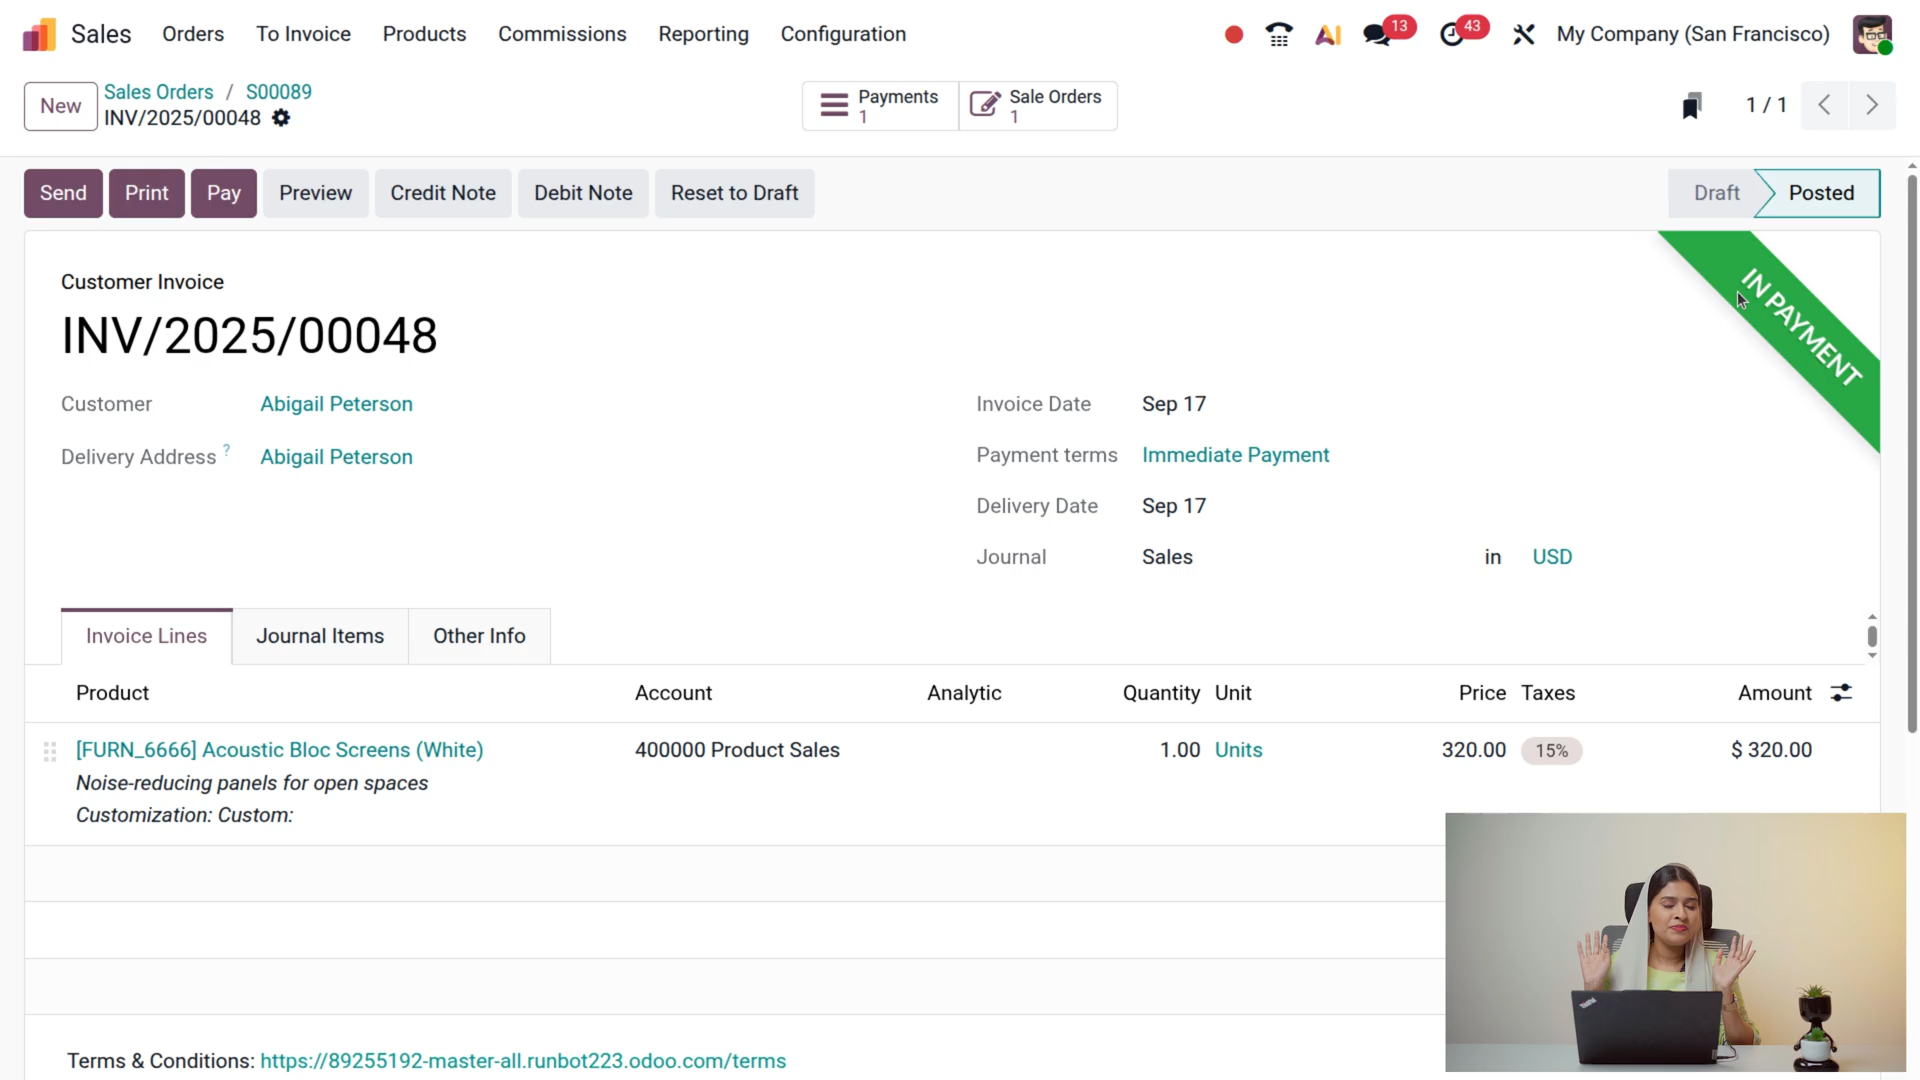 Sales Orders To Invoice Products Commissions Reporting Configuration
13 43 My Company (San Francisco)
New
Sales Orders / S00089
INV/2025/00048
Payments
1
Sale Orders
1
1 / 1
Send Print Pay Preview Credit Note Debit Note Reset to Draft
Draft Posted
IN PAYMENT
Customer Invoice
INV/2025/00048
Customer Abigail Peterson
Delivery Address ? Abigail Peterson
Invoice Date Sep 17
Payment terms Immediate Payment
Delivery Date Sep 17
Journal Sales in USD
Invoice Lines Journal Items Other Info
Product Account Analytic Quantity Unit Price Taxes Amount
[FURN_6666] Acoustic Bloc Screens (White) 400000 Product Sales 1.00 Units 320.00 15% $ 320.00
Noise-reducing panels for open spaces
Customization: Custom:
ThinkPad
Terms & Conditions: https://89255192-master-all.runbot223.odoo.com/terms